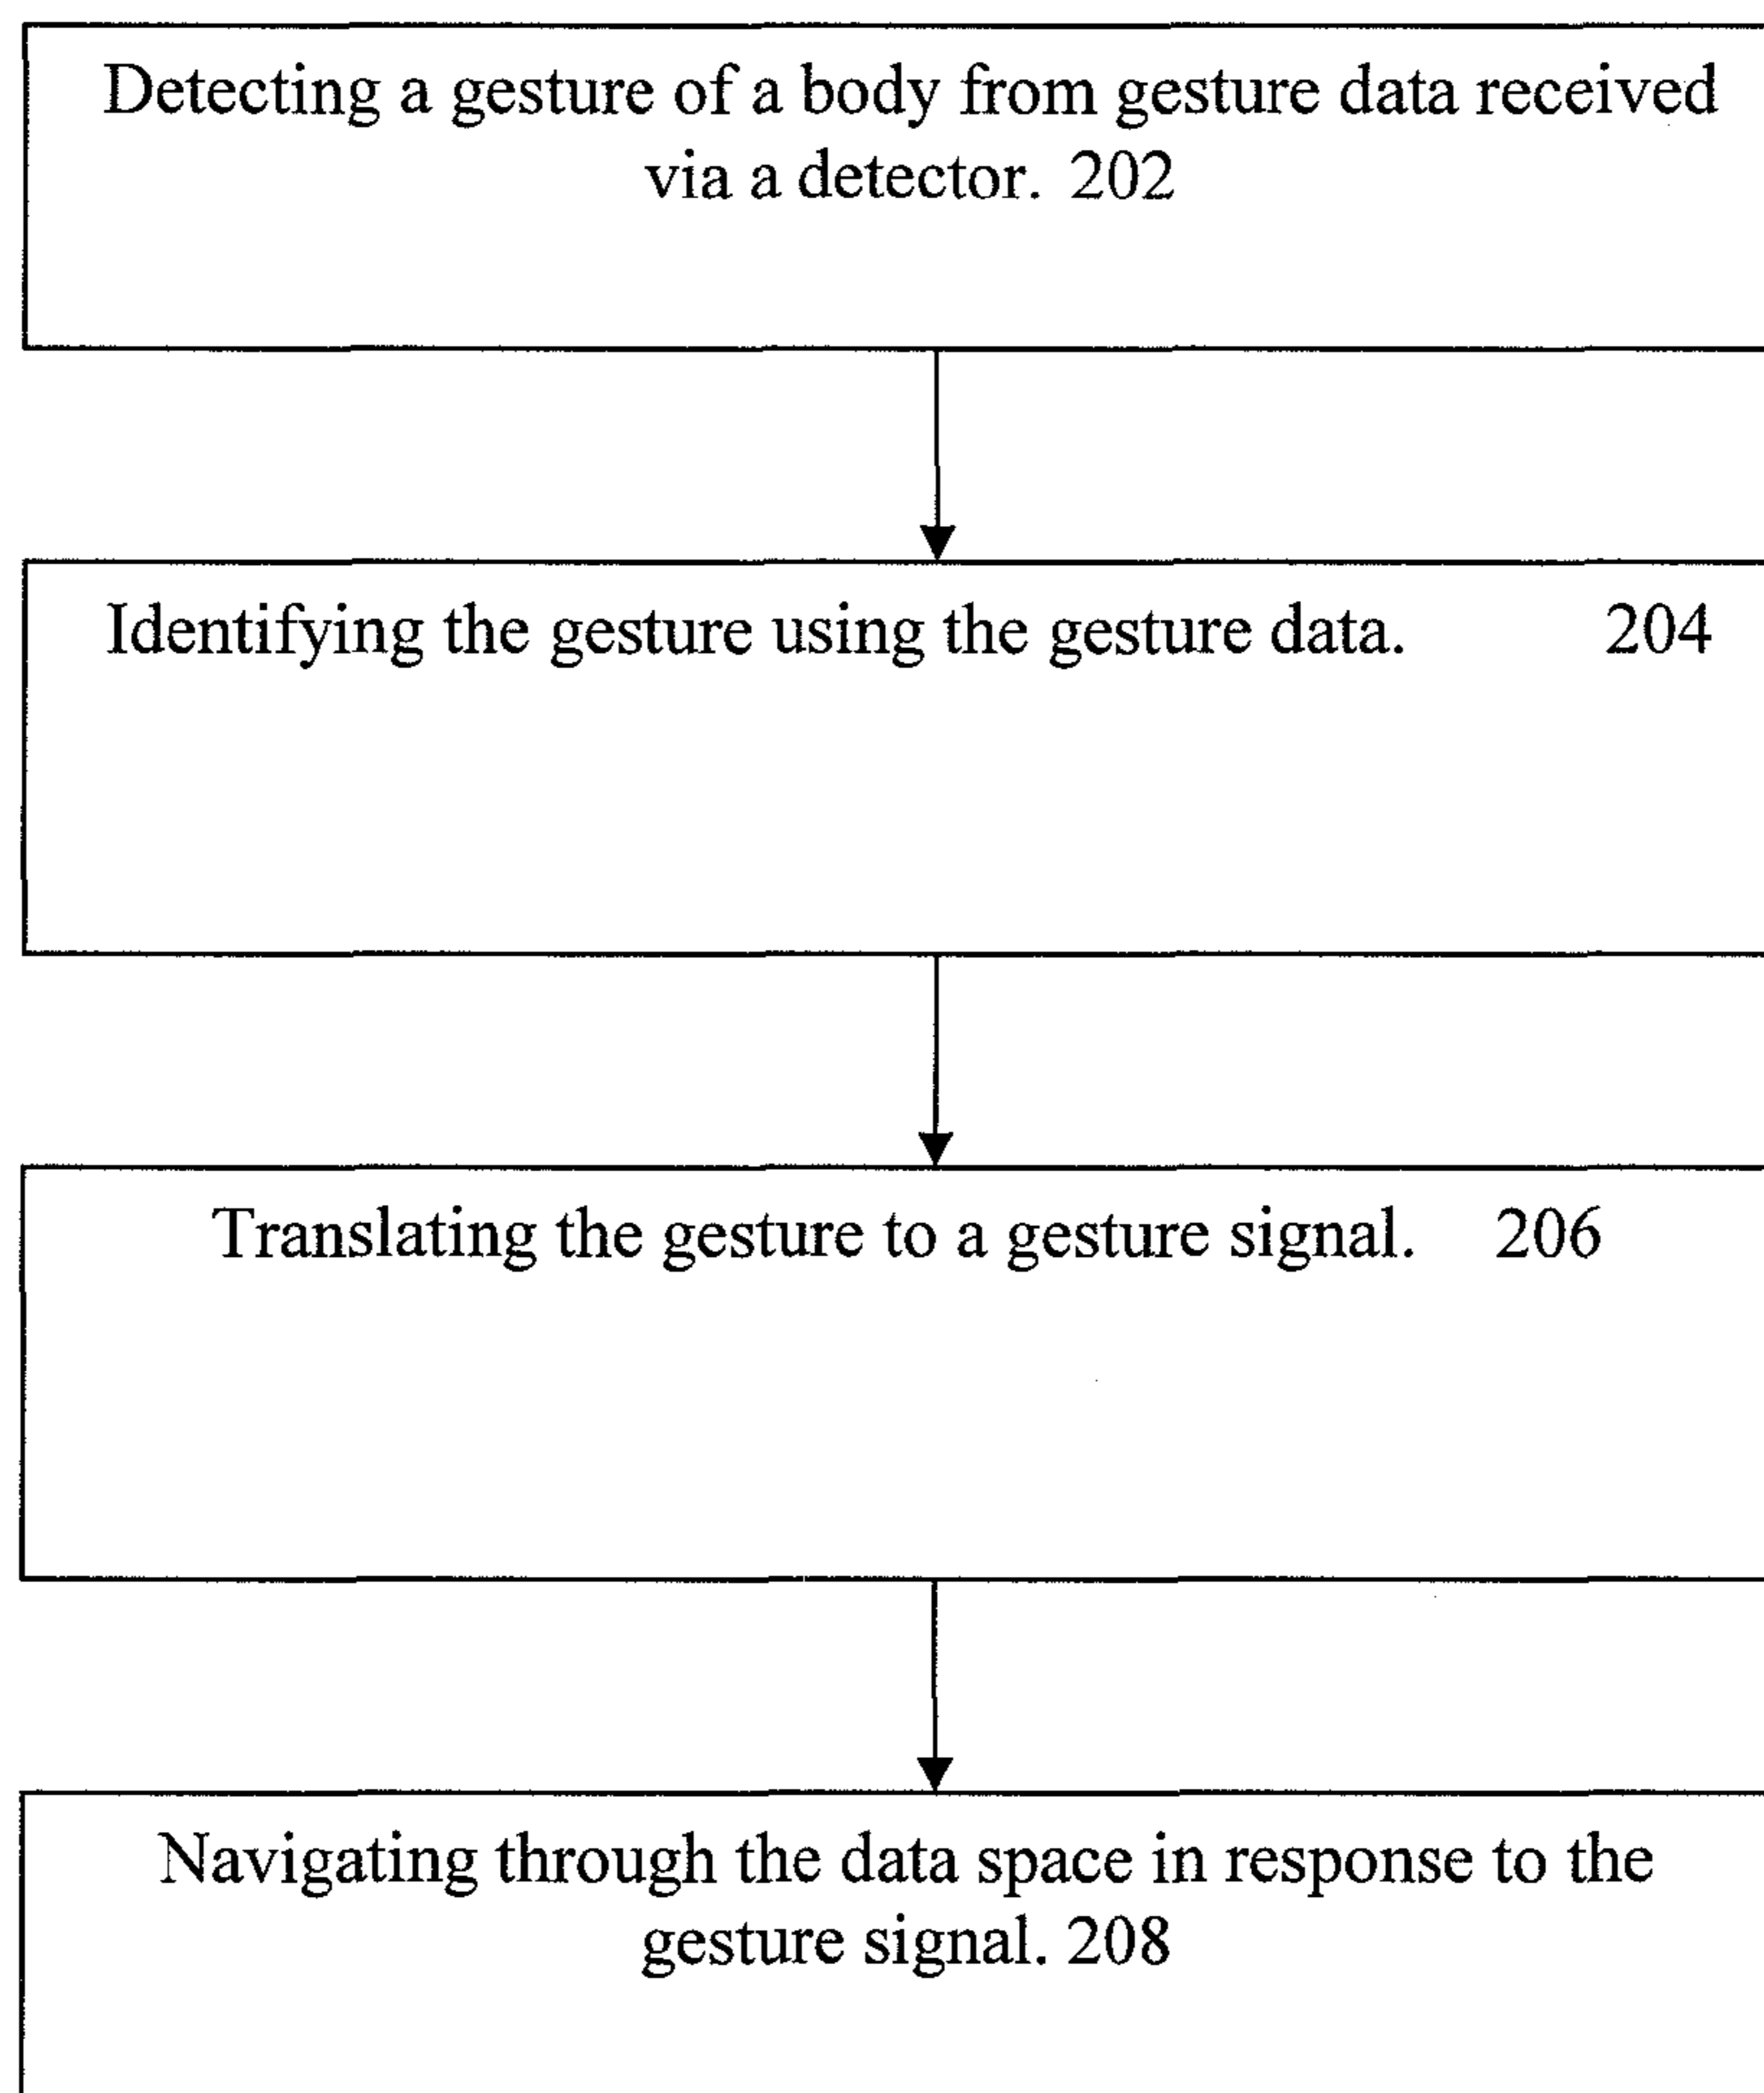 Detecting a gesture of a body from gesture data received
via a detector. 202
Identifying the gesture using the gesture data. 204
Translating the gesture to a gesture signal. 206
Navigating through the data space in response to the
gesture signal. 208